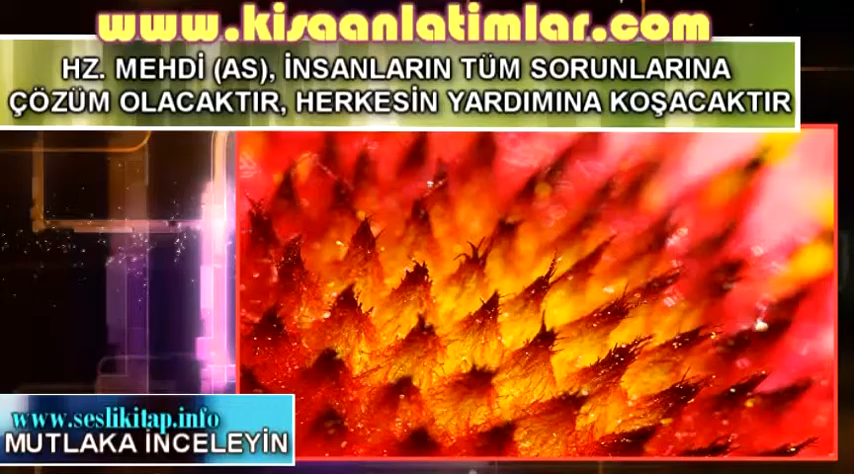 www.kisaanlatimlar.com
HZ. MEHDİ (AS), İNSANLARIN TÜM SORUNLARINA
ÇÖZÜM OLACAKTIR, HERKESİN YARDIMINA KOŞACAKTIR
www.seslikitap.info
MUTLAKA İNCELEYİN